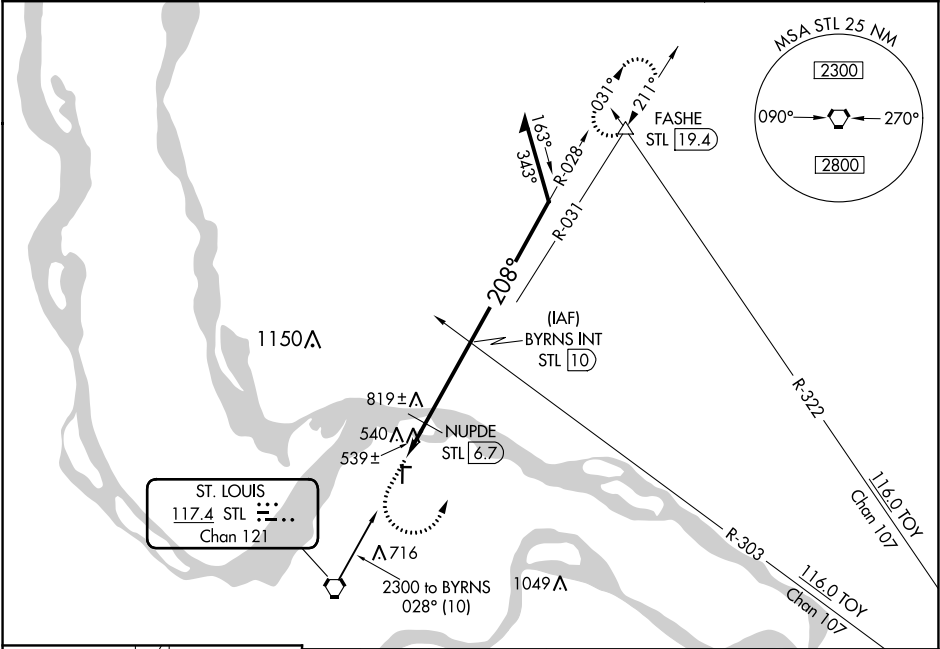 MSA STL 25 NM
2300
090°
270°
2800
031°
211°
FASHE
STL 19.4
163°
343°
R-028
R-031
208°
(IAF)
BYRNS INT
STL 10
1150
R-322
819±
NUPDE
540
STL 6.7
539±
116.0 TOY
Chan 107
ST. LOUIS
117.4 STL
Chan 121
R-303
716
2300 to BYRNS
028° (10)
1049
116.0 TOY
Chan 107